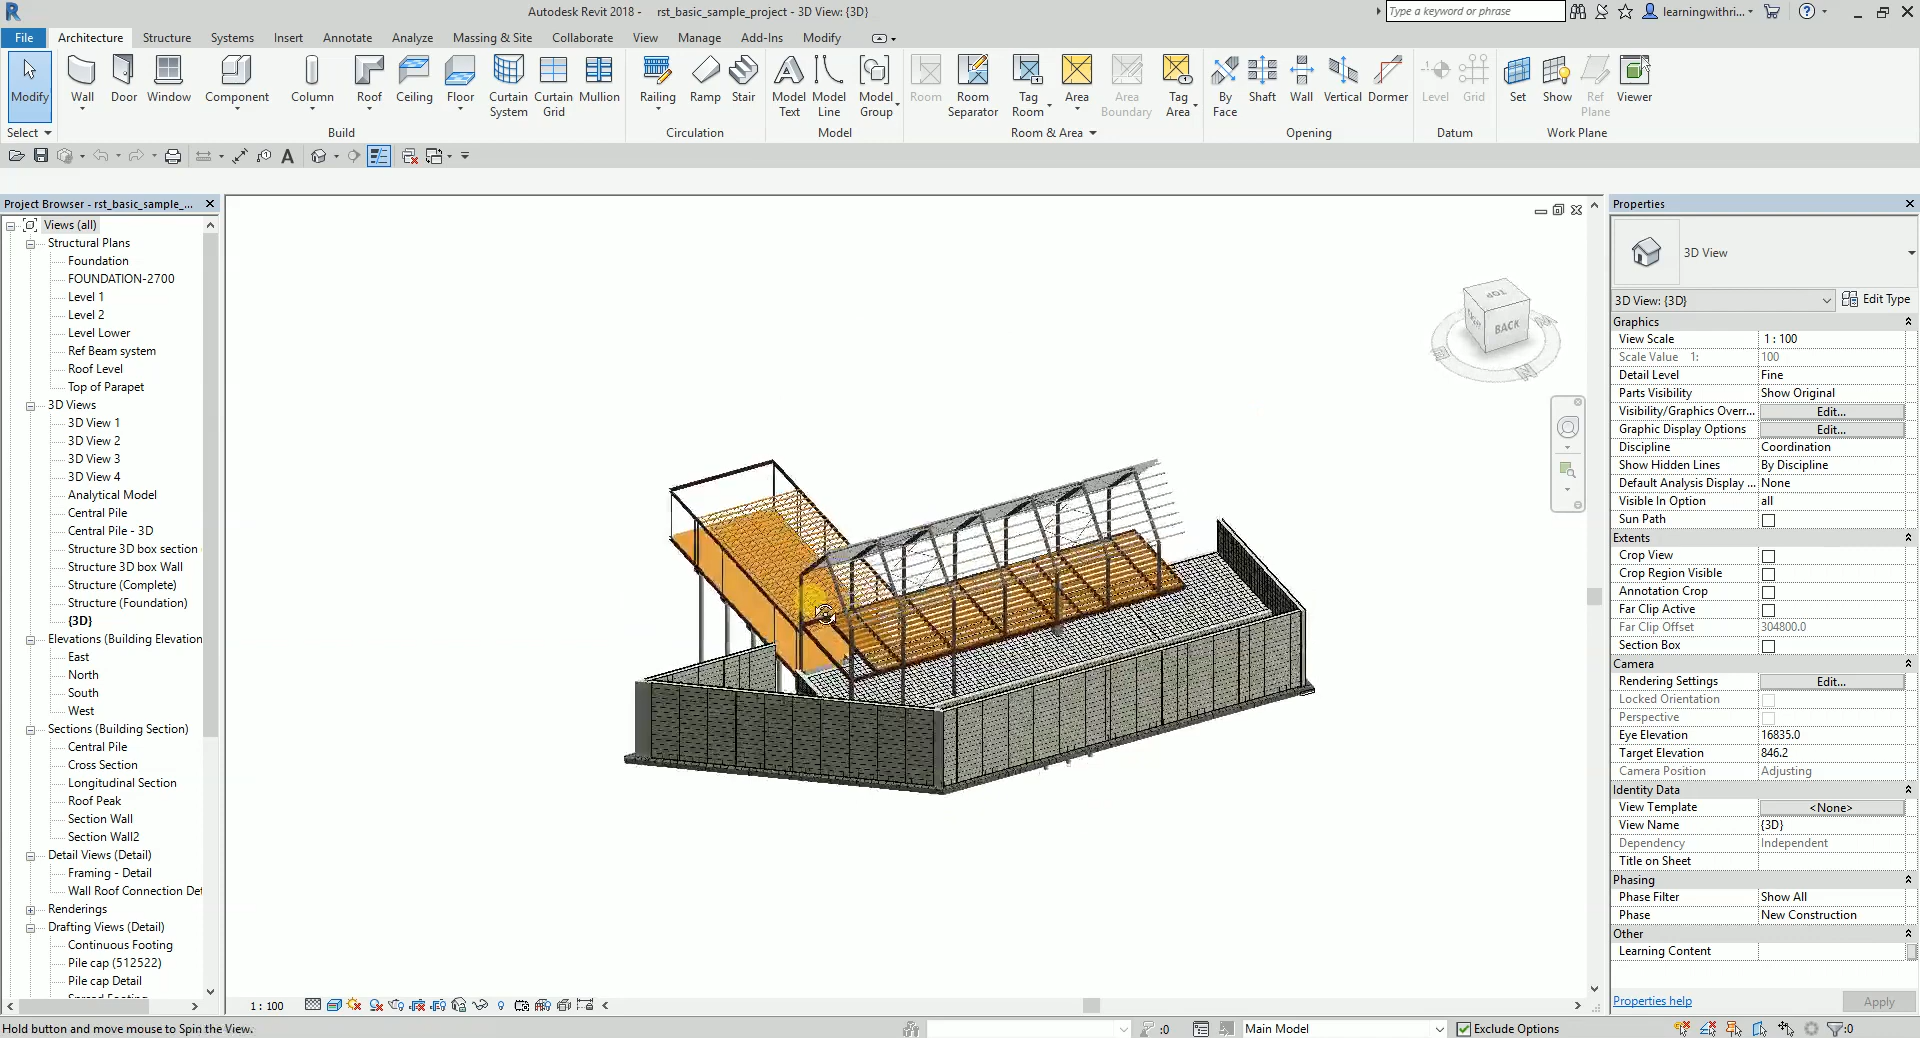 Autodesk Revit 2018 - rst_basic_sample_project - 3D View: {3D}
Type a keyword or phrase
learningwithri...
File Architecture Structure Systems Insert Annotate Analyze Massing & Site Collaborate View Manage Add-Ins Modify
Modify Wall Door Window Component Column Roof Ceiling Floor Curtain System Curtain Grid Mullion Railing Ramp Stair Model Text Model Line Model Group Room Room Separator Tag Room Area Area Boundary Tag Area By Face Shaft Wall Vertical Dormer Level Grid Set Show Ref Plane Viewer
Select Build Circulation Model Room & Area Opening Datum Work Plane
Project Browser - rst_basic_sample_...
Views (all)
Structural Plans
Foundation
FOUNDATION-2700
Level 1
Level 2
Level Lower
Ref Beam system
Roof Level
Top of Parapet
3D Views
3D View 1
3D View 2
3D View 3
3D View 4
Analytical Model
Central Pile
Central Pile - 3D
Structure 3D box section
Structure 3D box Wall
Structure (Complete)
Structure (Foundation)
{3D}
Elevations (Building Elevation
East
North
South
West
Sections (Building Section)
Central Pile
Cross Section
Longitudinal Section
Roof Peak
Section Wall
Section Wall2
Detail Views (Detail)
Framing - Detail
Wall Roof Connection Det
Renderings
Drafting Views (Detail)
Continuous Footing
Pile cap (512522)
Pile cap Detail
TOP
BACK
Properties
3D View
3D View: {3D} Edit Type
Graphics
View Scale 1 : 100
Scale Value 1: 100
Detail Level Fine
Parts Visibility Show Original
Visibility/Graphics Overr... Edit...
Graphic Display Options Edit...
Discipline Coordination
Show Hidden Lines By Discipline
Default Analysis Display ... None
Visible In Option all
Sun Path
Extents
Crop View
Crop Region Visible
Annotation Crop
Far Clip Active
Far Clip Offset 304800.0
Section Box
Camera
Rendering Settings Edit...
Locked Orientation
Perspective
Eye Elevation 16835.0
Target Elevation 846.2
Camera Position Adjusting
Identity Data
View Template <None>
View Name {3D}
Dependency Independent
Title on Sheet
Phasing
Phase Filter Show All
Phase New Construction
Other
Learning Content
Properties help Apply
1 : 100
Hold button and move mouse to Spin the View. :0 Main Model Exclude Options :0